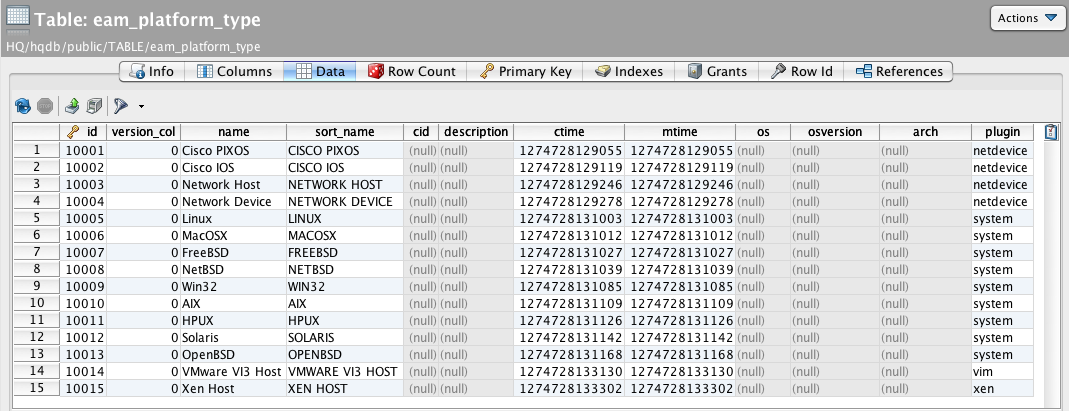 Table: eam_platform_type
Actions
HQ/hqdb/public/TABLE/eam_platform_type
Info Columns Data Row Count Primary Key Indexes Grants Row Id References
id version_col name sort_name cid description ctime mtime os osversion arch plugin
1 10001 0 Cisco PIXOS CISCO PIXOS (null) (null) 1274728129055 1274728129055 (null) (null) (null) netdevice
2 10002 0 Cisco IOS CISCO IOS (null) (null) 1274728129119 1274728129119 (null) (null) (null) netdevice
3 10003 0 Network Host NETWORK HOST (null) (null) 1274728129246 1274728129246 (null) (null) (null) netdevice
4 10004 0 Network Device NETWORK DEVICE (null) (null) 1274728129278 1274728129278 (null) (null) (null) netdevice
5 10005 0 Linux LINUX (null) (null) 1274728131003 1274728131003 (null) (null) (null) system
6 10006 0 MacOSX MACOSX (null) (null) 1274728131012 1274728131012 (null) (null) (null) system
7 10007 0 FreeBSD FREEBSD (null) (null) 1274728131027 1274728131027 (null) (null) (null) system
8 10008 0 NetBSD NETBSD (null) (null) 1274728131039 1274728131039 (null) (null) (null) system
9 10009 0 Win32 WIN32 (null) (null) 1274728131085 1274728131085 (null) (null) (null) system
10 10010 0 AIX AIX (null) (null) 1274728131109 1274728131109 (null) (null) (null) system
11 10011 0 HPUX HPUX (null) (null) 1274728131126 1274728131126 (null) (null) (null) system
12 10012 0 Solaris SOLARIS (null) (null) 1274728131142 1274728131142 (null) (null) (null) system
13 10013 0 OpenBSD OPENBSD (null) (null) 1274728131168 1274728131168 (null) (null) (null) system
14 10014 0 VMware VI3 Host VMWARE VI3 HOST (null) (null) 1274728133130 1274728133130 (null) (null) (null) vim
15 10015 0 Xen Host XEN HOST (null) (null) 1274728133302 1274728133302 (null) (null) (null) xen